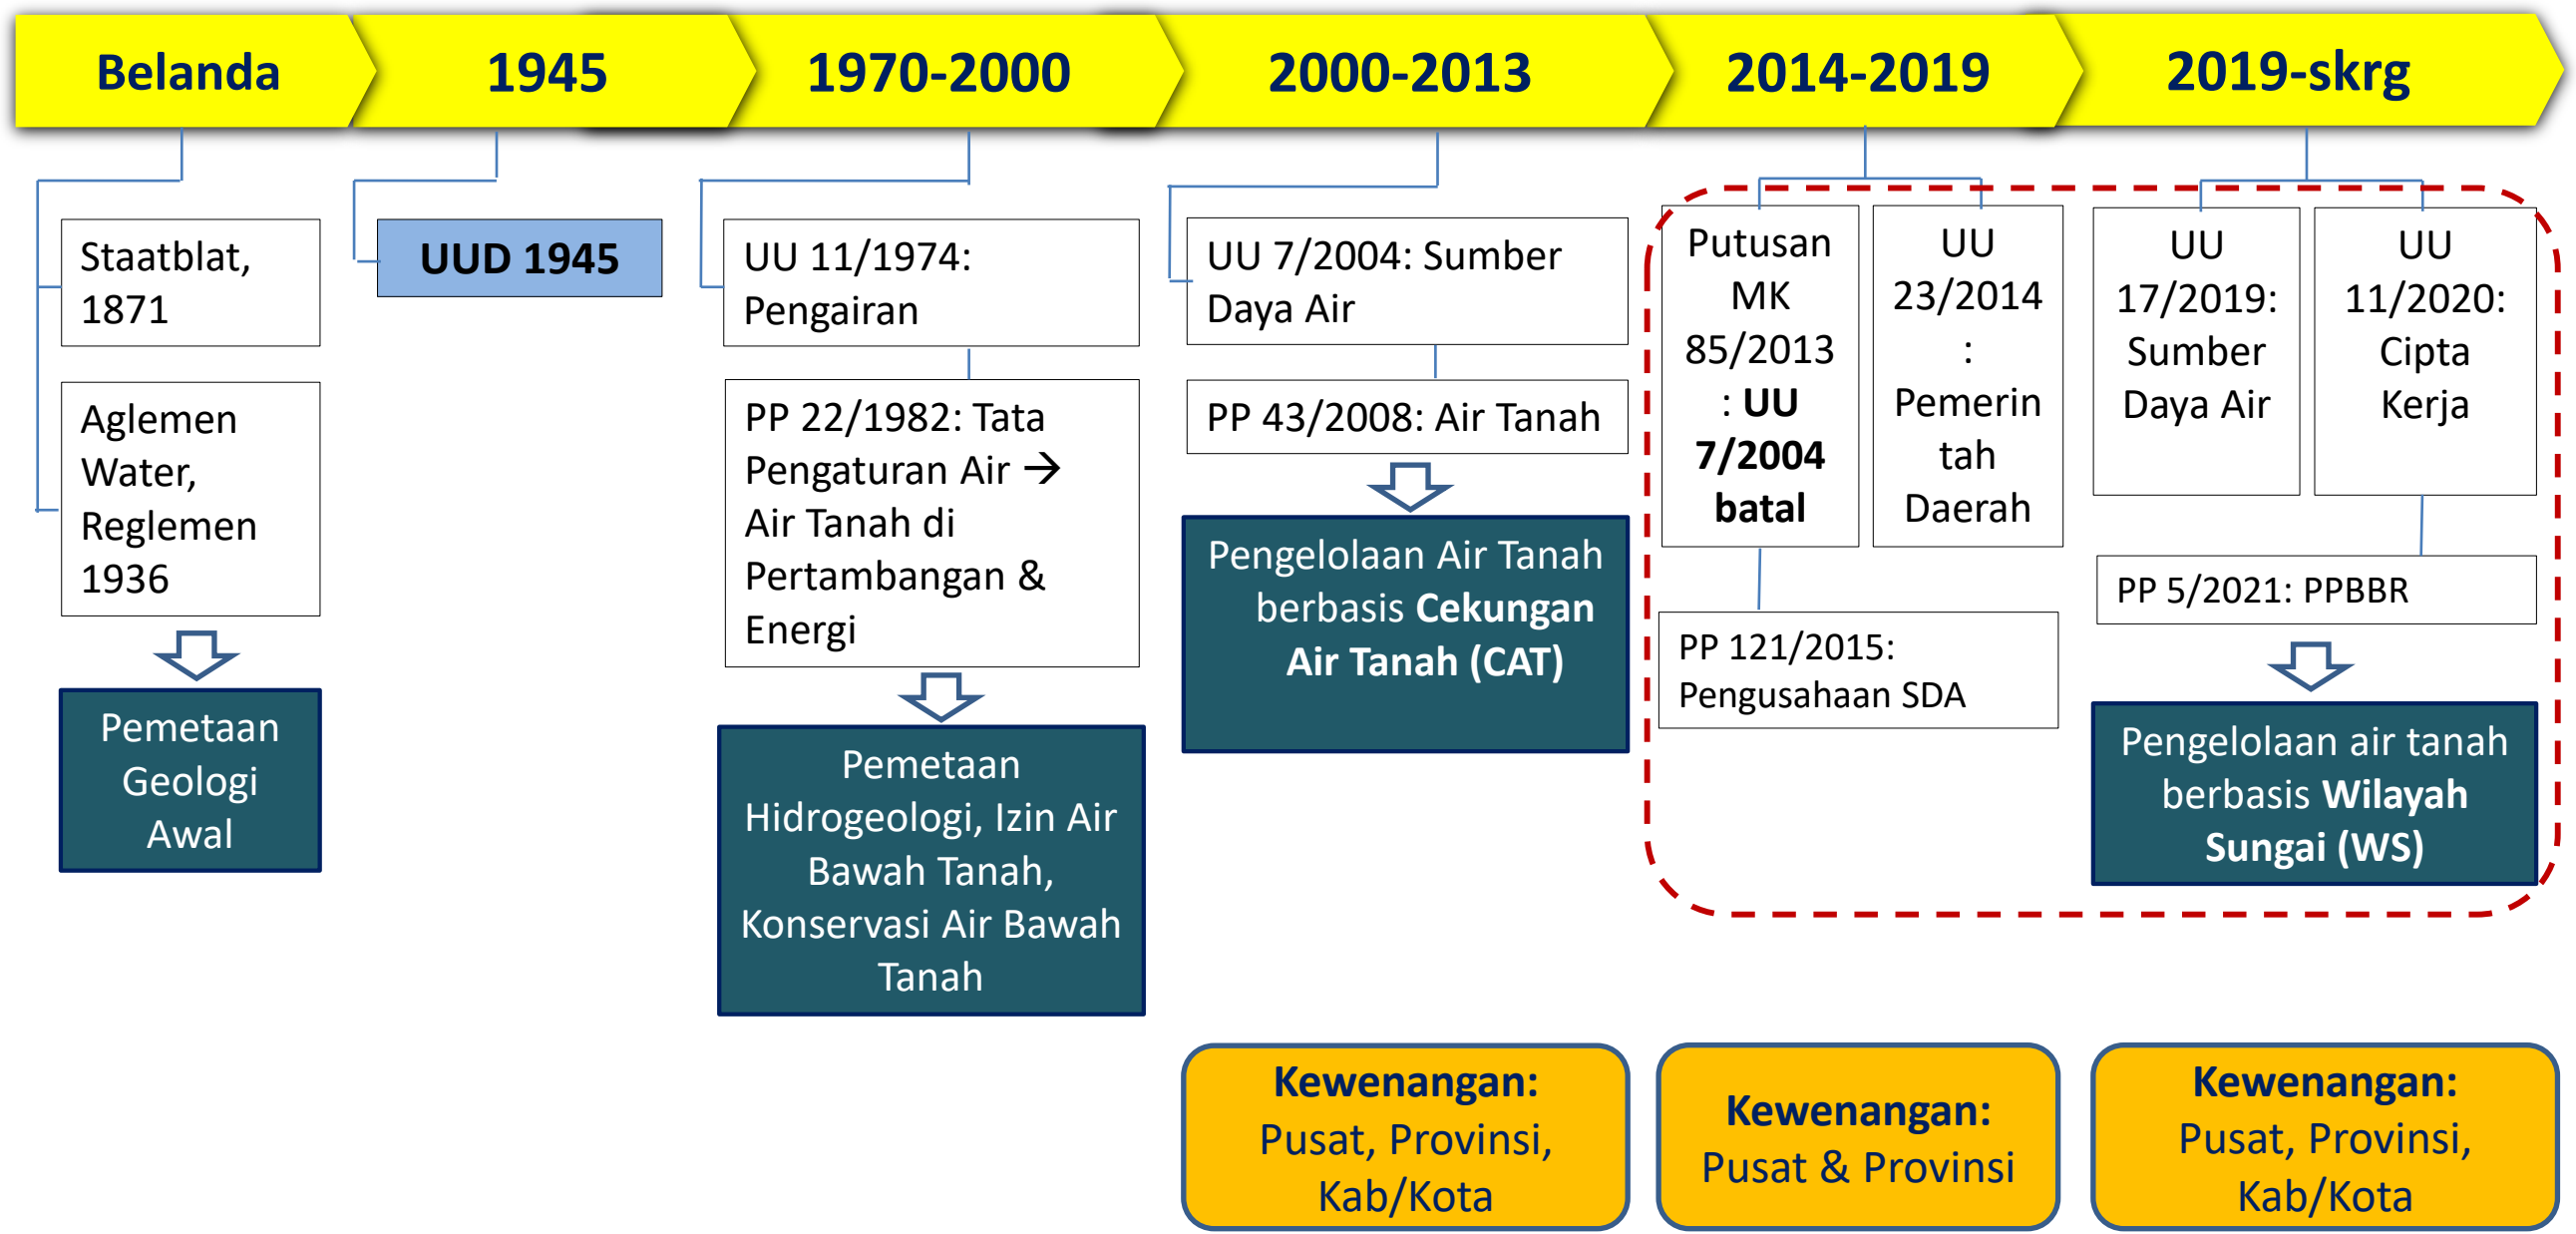 Belanda
1945
1970-2000
2000-2013
2014-2019
2019-skrg
Staatblat,
1871
Aglemen
Water,
Reglemen
1936
Pemetaan
Geologi
Awal
UUD 1945
UU 11/1974:
Pengairan
PP 22/1982: Tata
Pengaturan Air →
Air Tanah di
Pertambangan &
Energi
Pemetaan
Hidrogeologi, Izin Air
Bawah Tanah,
Konservasi Air Bawah
Tanah
UU 7/2004: Sumber
Daya Air
PP 43/2008: Air Tanah
Pengelolaan Air Tanah
berbasis Cekungan
Air Tanah (CAT)
Kewenangan:
Pusat, Provinsi,
Kab/Kota
Putusan
MK
85/2013
: UU
7/2004
batal
UU
23/2014
:
Pemerin
tah
Daerah
PP 121/2015:
Pengusahaan SDA
Kewenangan:
Pusat & Provinsi
UU
17/2019:
Sumber
Daya Air
UU
11/2020:
Cipta
Kerja
PP 5/2021: PPBBR
Pengelolaan air tanah
berbasis Wilayah
Sungai (WS)
Kewenangan:
Pusat, Provinsi,
Kab/Kota